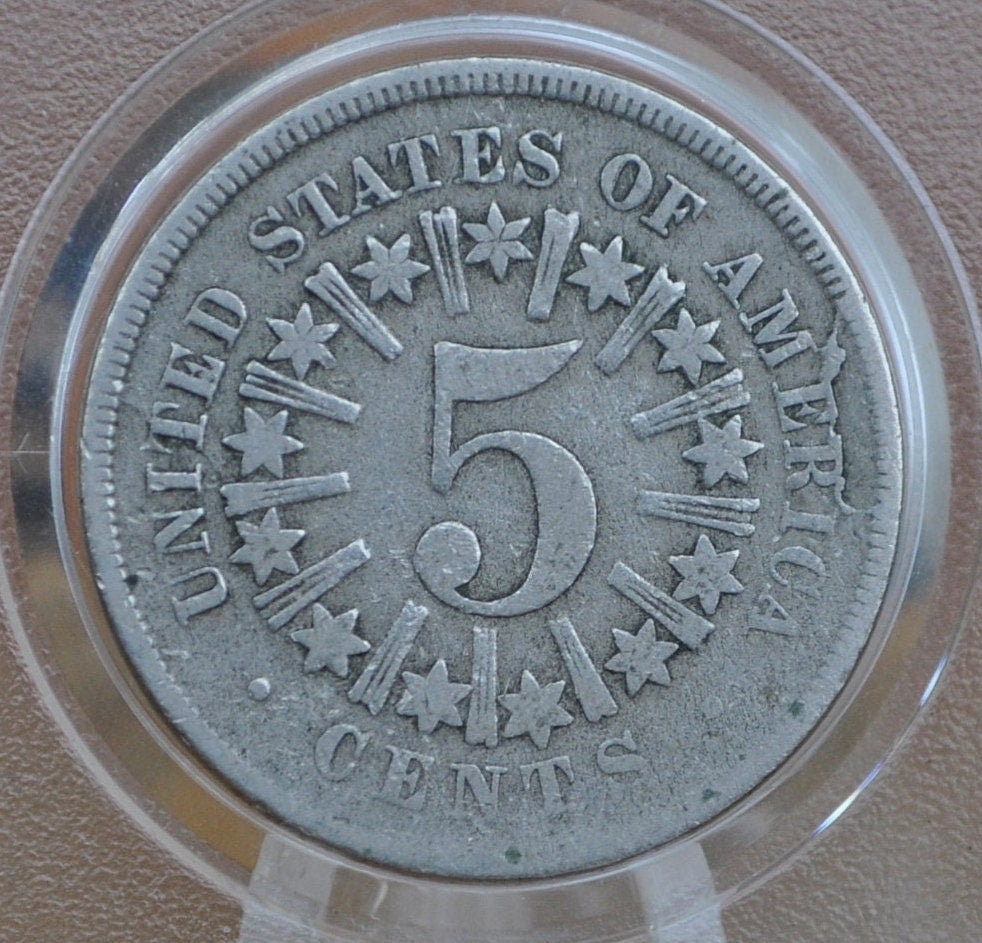 UNITED STATES OF AMERICA
5
CENTS